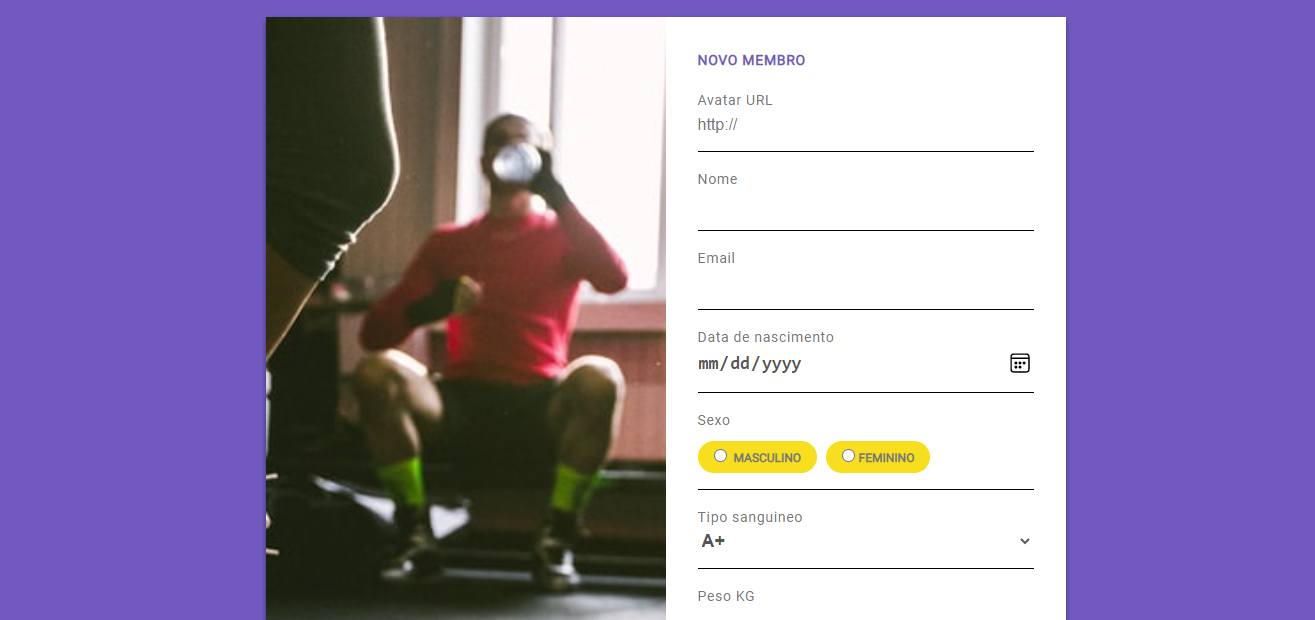 NOVO MEMBRO
Avatar URL
http://
Nome
Email
Data de nascimento
mm/dd/yyyy
Sexo
MASCULINO FEMININO
Tipo sanguineo
A+
Peso KG